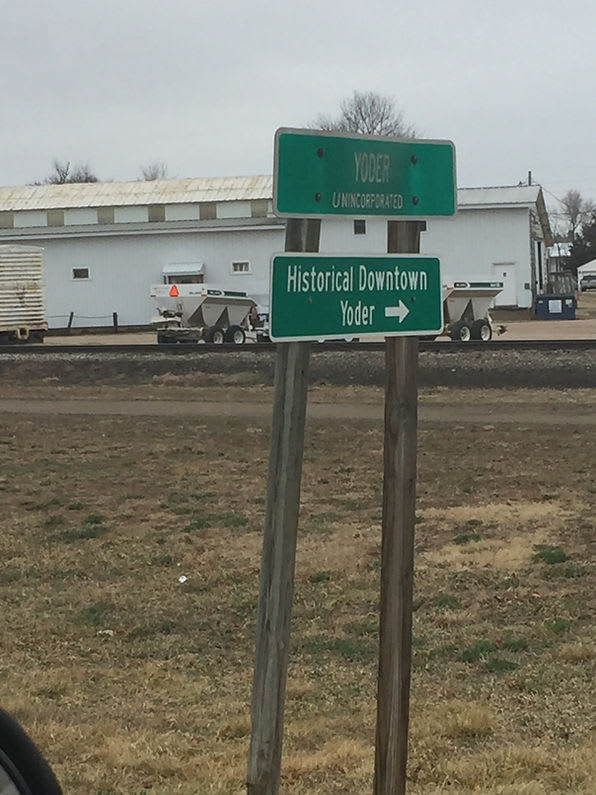 YODER
UNINCORPORATED
Historical Downtown
Yoder →